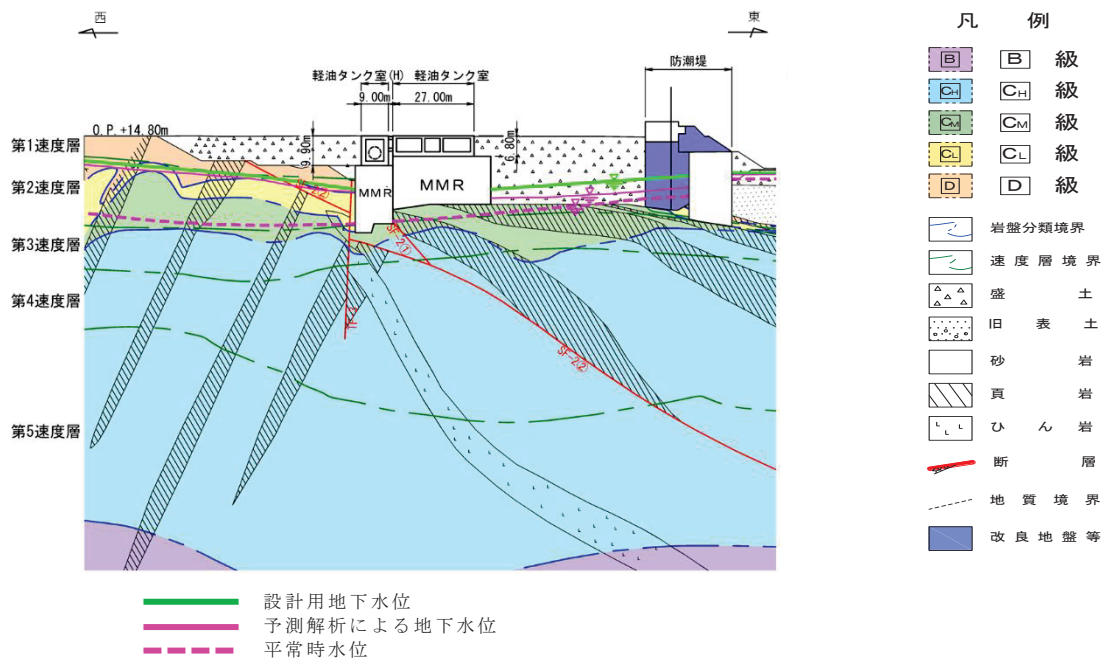 西
東
軽油タンク室(H) 軽油タンク室
9.00m
27.00m
防潮堤
O.P.+14.80m
9.90m
6.80m
第1速度層
第2速度層
第3速度層
第4速度層
第5速度層
MMR
MMR
SF-2①
SF-2②
凡 例
B B 級
CH CH 級
CM CM 級
CL CL 級
D D 級
岩盤分類境界
速度層境界
盛 土
旧 表 土
砂 岩
頁 岩
ひ ん 岩
断 層
地 質 境 界
改 良 地 盤 等
設計用地下水位
予測解析による地下水位
平常時水位